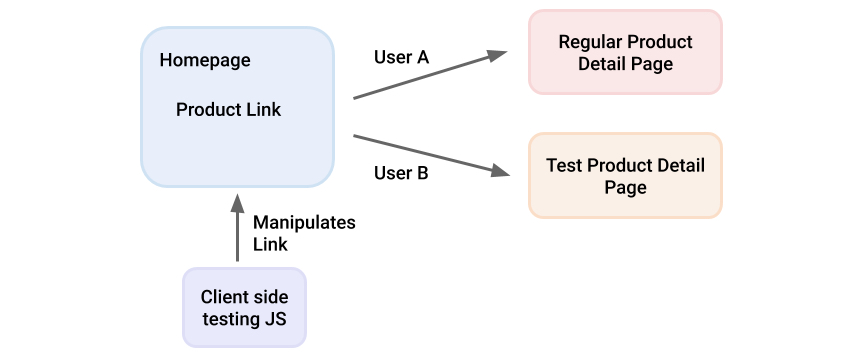 Homepage
Product Link
User A
Regular Product
Detail Page
User B
Test Product Detail
Page
Manipulates
Link
Client side
testing JS